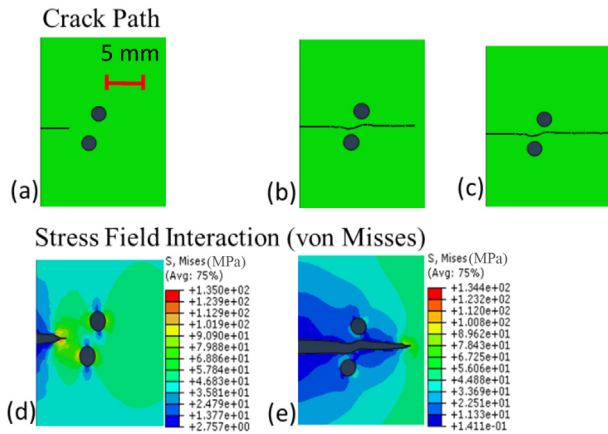 Crack Path
5 mm
(a)
(b)
(c)
Stress Field Interaction (von Misses)
S, Mises (MPa)
(Avg: 75%)
+1.350e+02
+1.239e+02
+1.129e+02
+1.019e+02
+9.090e+01
+7.988e+01
+6.886e+01
+5.784e+01
+4.683e+01
+3.581e+01
+2.479e+01
+1.377e+01
+2.757e+00
(d)
S, Mises (MPa)
(Avg: 75%)
+1.344e+02
+1.232e+02
+1.120e+02
+1.008e+02
+8.962e+01
+7.843e+01
+6.725e+01
+5.606e+01
+4.488e+01
+3.369e+01
+2.251e+01
+1.133e+01
+1.411e-01
(e)